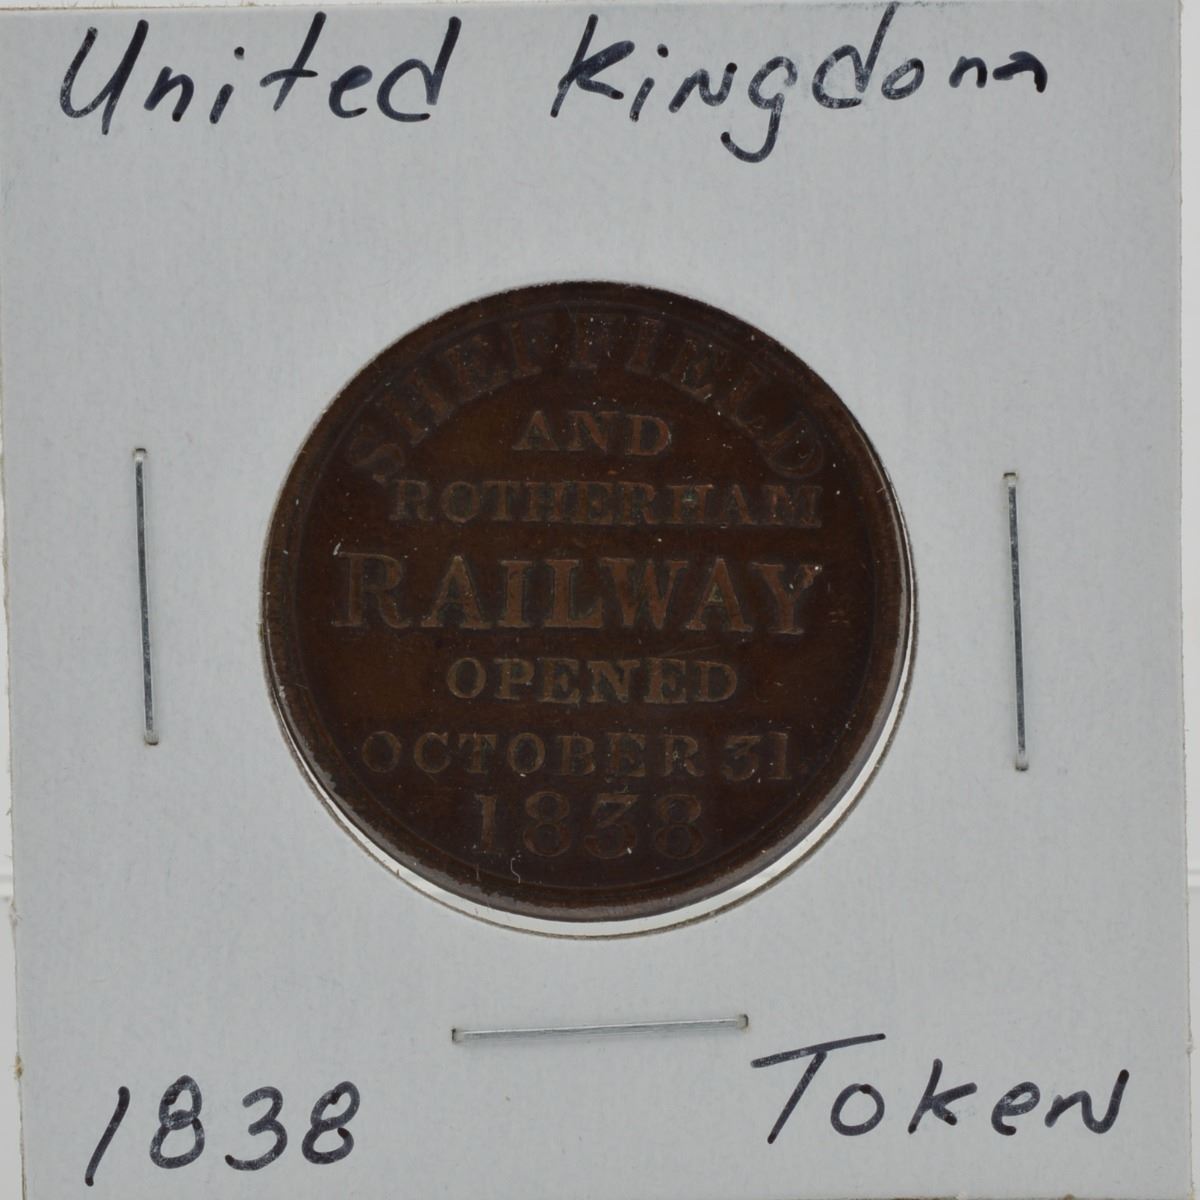 United Kingdom
SHEFFIELD
AND
ROTHERHAM
RAILWAY
OPENED
OCTOBER 31.
1838
1838 Token